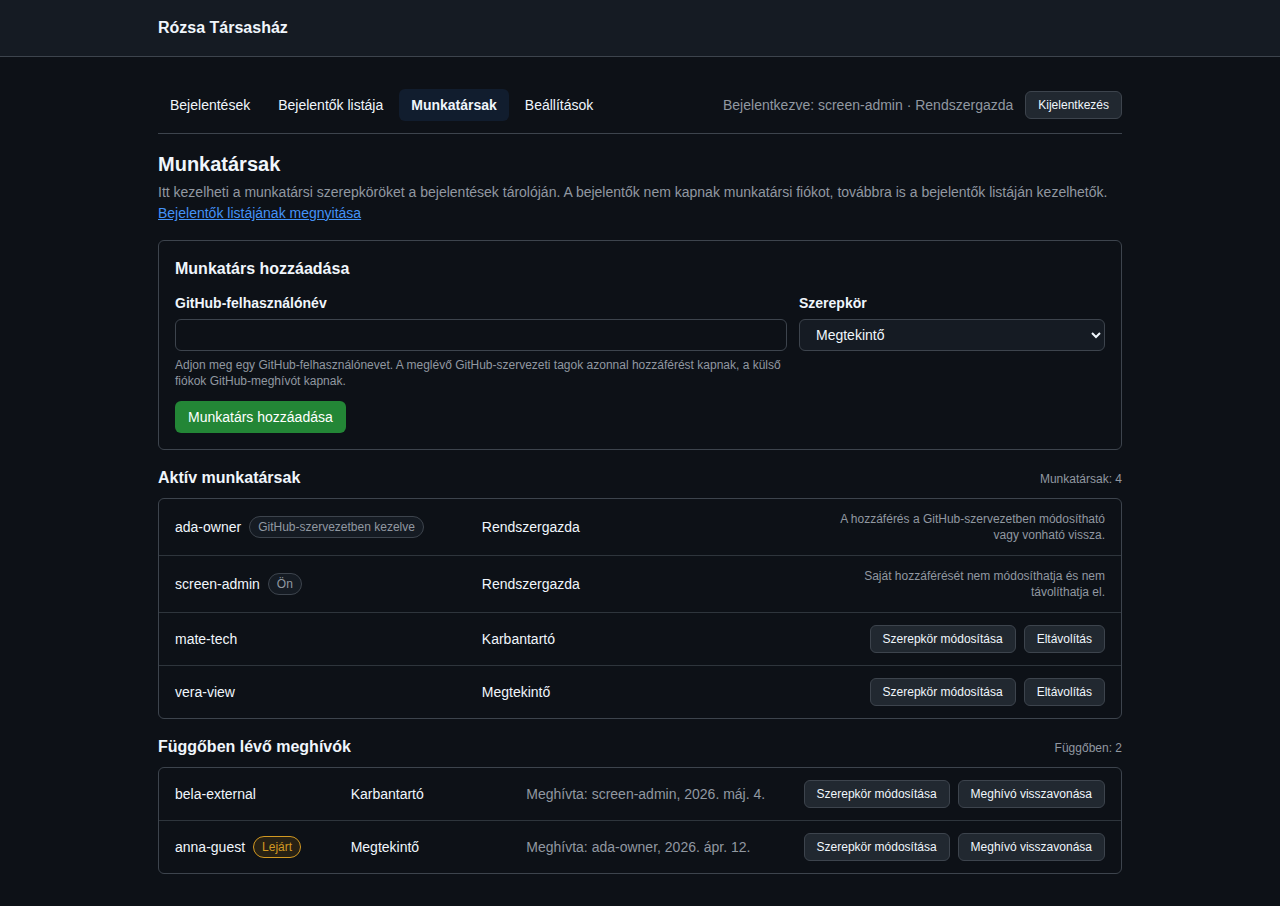 Rózsa Társasház
Bejelentések
Bejelentők listája
Munkatársak
Beállítások
Bejelentkezve: screen-admin · Rendszergazda
Kijelentkezés
Munkatársak
Itt kezelheti a munkatársi szerepköröket a bejelentések tárolóján. A bejelentők nem kapnak munkatársi fiókot, továbbra is a bejelentők listáján kezelhetők.
Bejelentők listájának megnyitása
Munkatárs hozzáadása
GitHub-felhasználónév
Szerepkör
Megtekintő
Adjon meg egy GitHub-felhasználónevet. A meglévő GitHub-szervezeti tagok azonnal hozzáférést kapnak, a külső
fiókok GitHub-meghívót kapnak.
Munkatárs hozzáadása
Aktív munkatársak
Munkatársak: 4
ada-owner
GitHub-szervezetben kezelve
Rendszergazda
A hozzáférés a GitHub-szervezetben módosítható
vagy vonható vissza.
screen-admin
Ön
Rendszergazda
Saját hozzáférését nem módosíthatja és nem
távolíthatja el.
mate-tech
Karbantartó
Szerepkör módosítása
Eltávolítás
vera-view
Megtekintő
Szerepkör módosítása
Eltávolítás
Függőben lévő meghívók
Függőben: 2
bela-external
Karbantartó
Meghívta: screen-admin, 2026. máj. 4.
Szerepkör módosítása
Meghívó visszavonása
anna-guest
Lejárt
Megtekintő
Meghívta: ada-owner, 2026. ápr. 12.
Szerepkör módosítása
Meghívó visszavonása